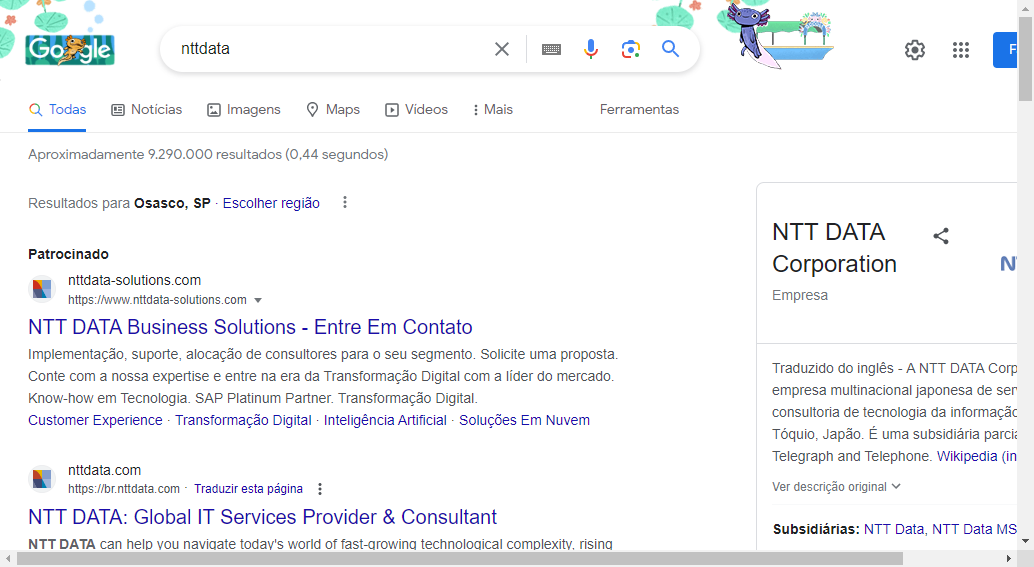 Google
nttdata
F
Todas
Notícias
Imagens
Maps
Vídeos
Mais
Ferramentas
Aproximadamente 9.290.000 resultados (0,44 segundos)
Resultados para Osasco, SP · Escolher região
Patrocinado
nttdata-solutions.com
https://www.nttdata-solutions.com
NTT DATA Business Solutions - Entre Em Contato
Implementação, suporte, alocação de consultores para o seu segmento. Solicite uma proposta.
Conte com a nossa expertise e entre na era da Transformação Digital com a líder do mercado.
Know-how em Tecnologia. SAP Platinum Partner. Transformação Digital.
Customer Experience · Transformação Digital · Inteligência Artificial · Soluções Em Nuvem
nttdata.com
https://br.nttdata.com · Traduzir esta página
NTT DATA: Global IT Services Provider & Consultant
NTT DATA can help you navigate today's world of fast-growing technological complexity, rising
NTT DATA
Corporation
N
Empresa
Traduzido do inglês - A NTT DATA Corp
empresa multinacional japonesa de ser
consultoria de tecnologia da informação
Tóquio, Japão. É uma subsidiária parcia
Telegraph and Telephone. Wikipedia (in
Ver descrição original
Subsidiárias: NTT Data, NTT Data MS